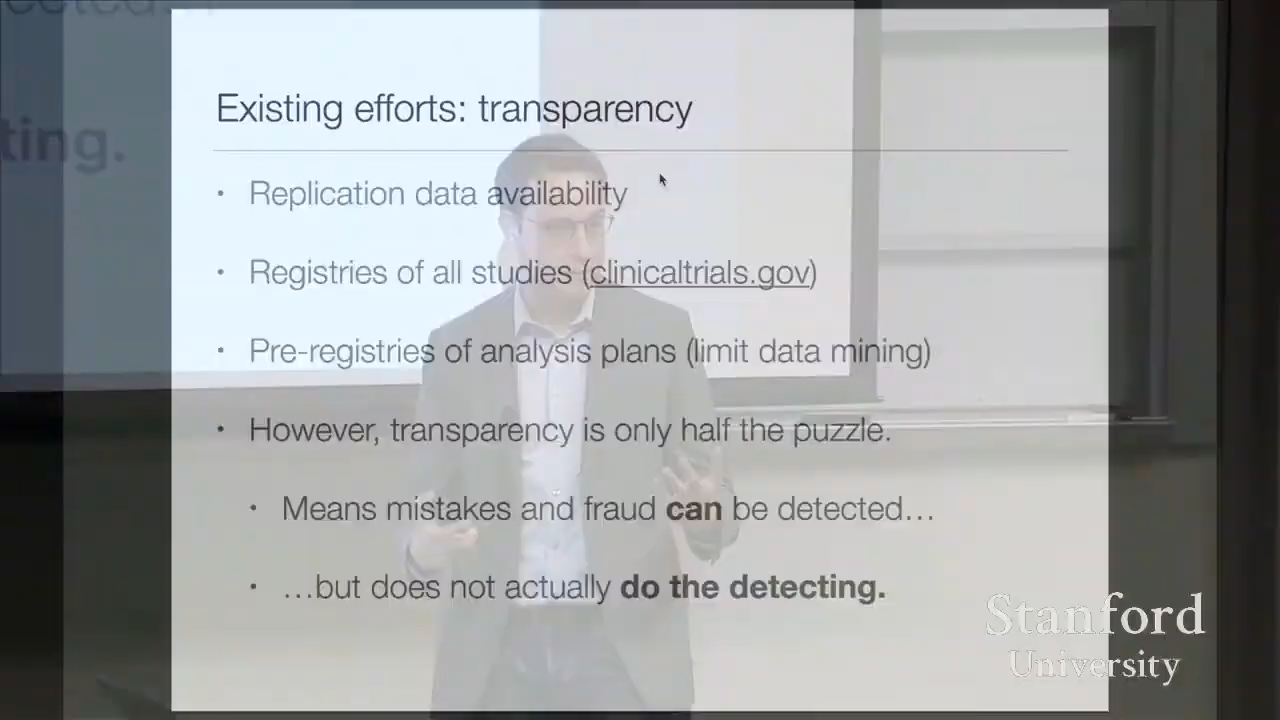 ting.
Existing efforts: transparency
• Replication data availability
• Registries of all studies (clinicaltrials.gov)
• Pre-registries of analysis plans (limit data mining)
• However, transparency is only half the puzzle.
• Means mistakes and fraud can be detected…
• …but does not actually do the detecting.
Stanford
University